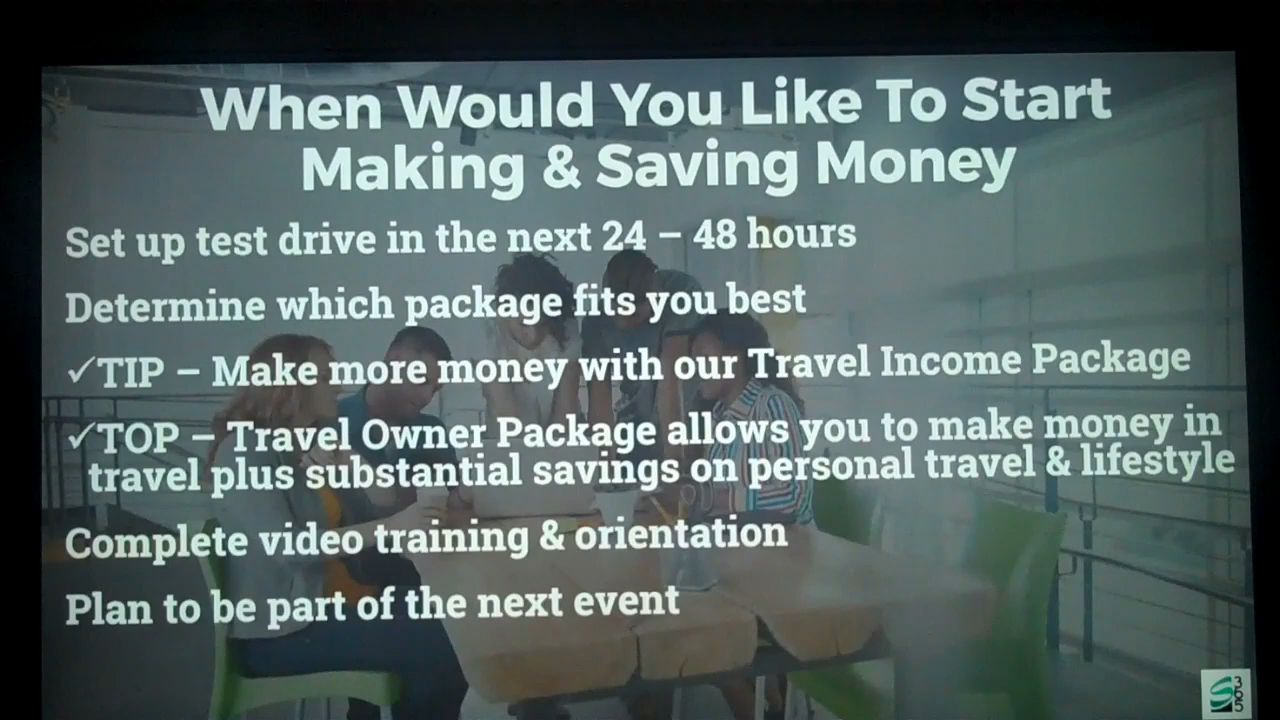 When Would You Like To Start
Making & Saving Money
Set up test drive in the next 24 – 48 hours
Determine which package fits you best
✓TIP – Make more money with our Travel Income Package
✓TOP – Travel Owner Package allows you to make money in
travel plus substantial savings on personal travel & lifestyle
Complete video training & orientation
Plan to be part of the next event
S 365